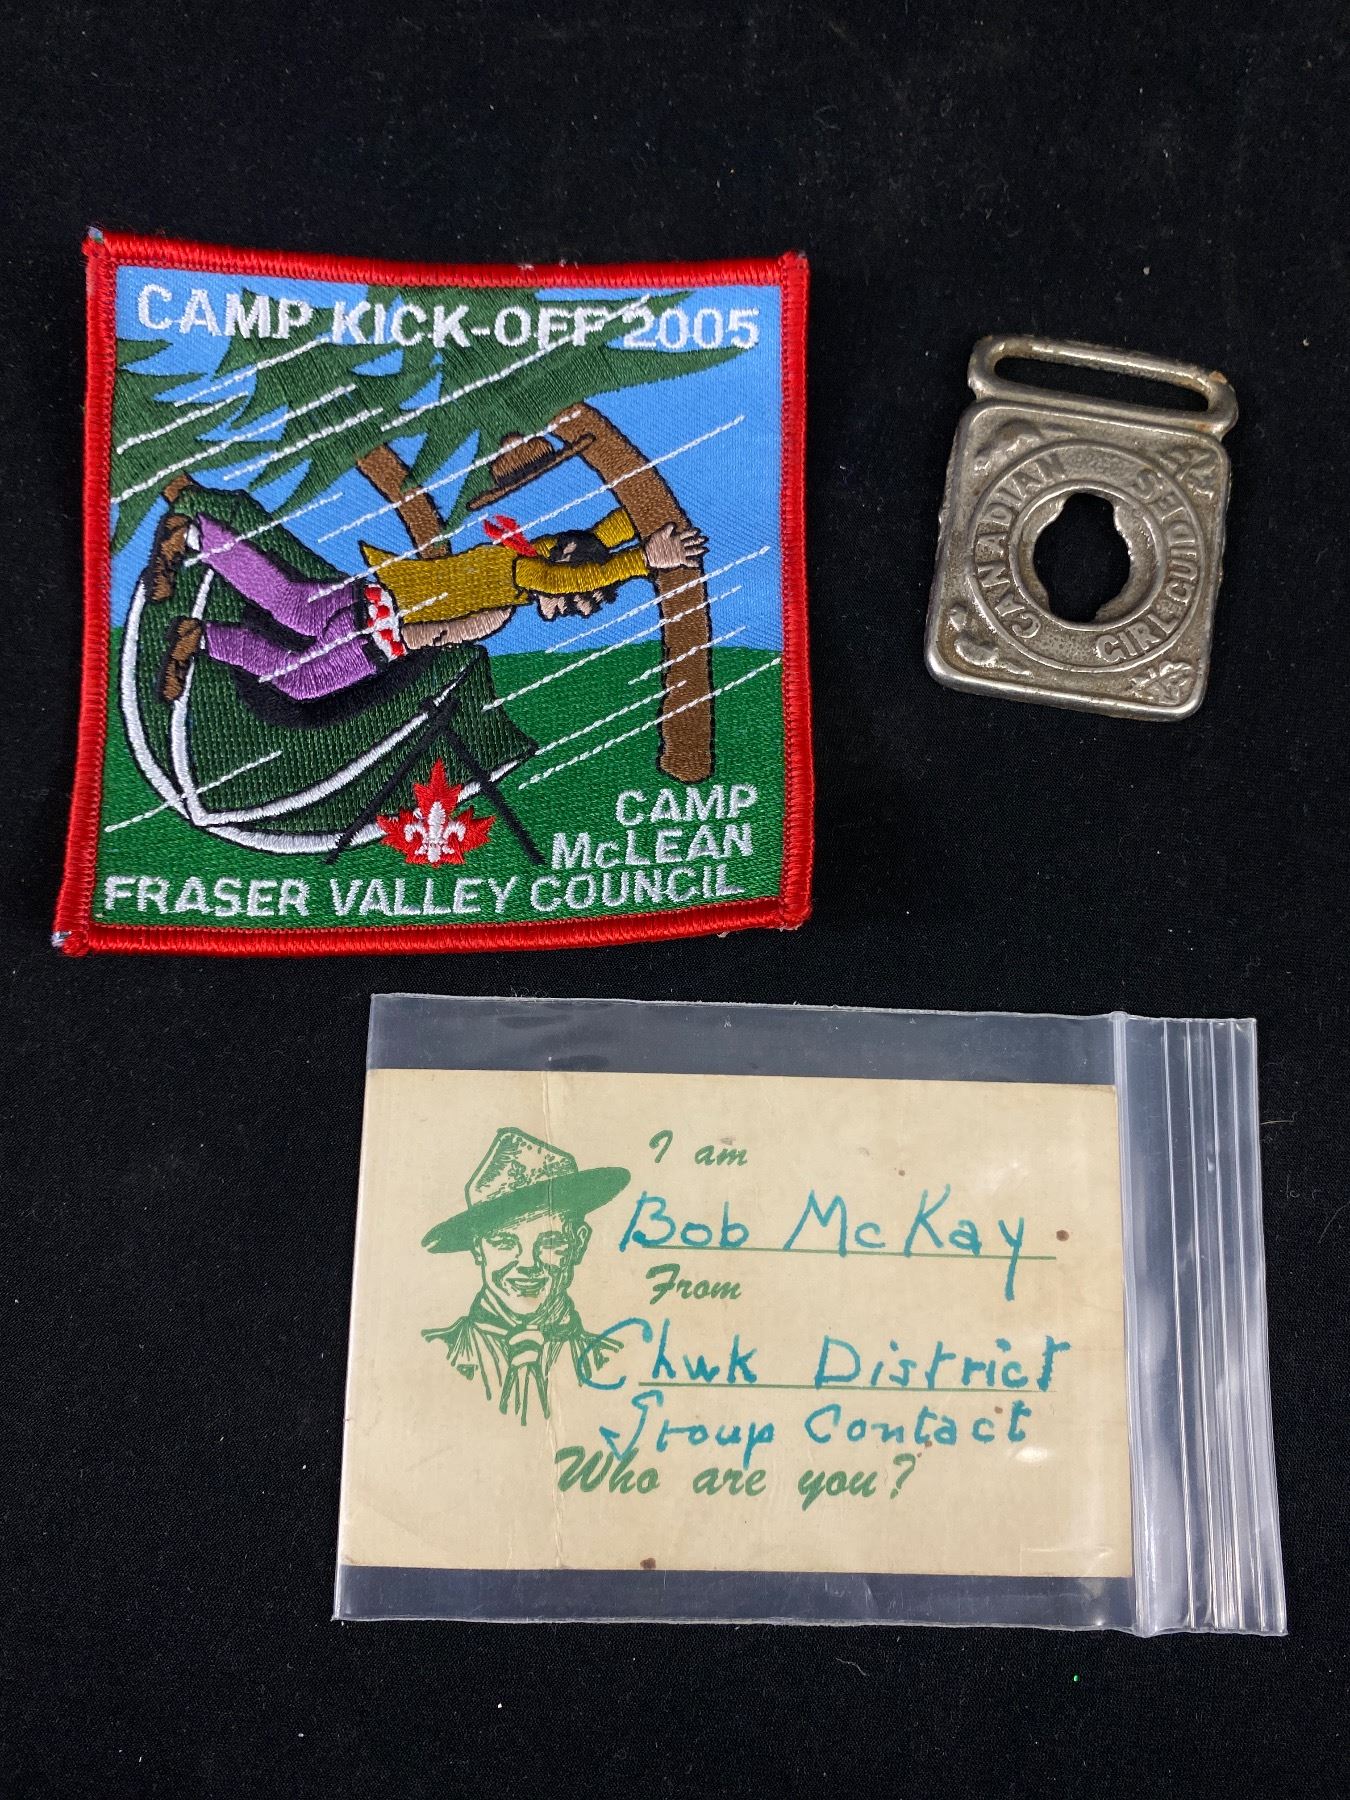 CAMP KICK-OFF 2005
CAMP
McLEAN
FRASER VALLEY COUNCIL
CANADIAN
GIRL GUIDES
I am
Bob McKay
From
Chwk District
Group Contact
Who are you?